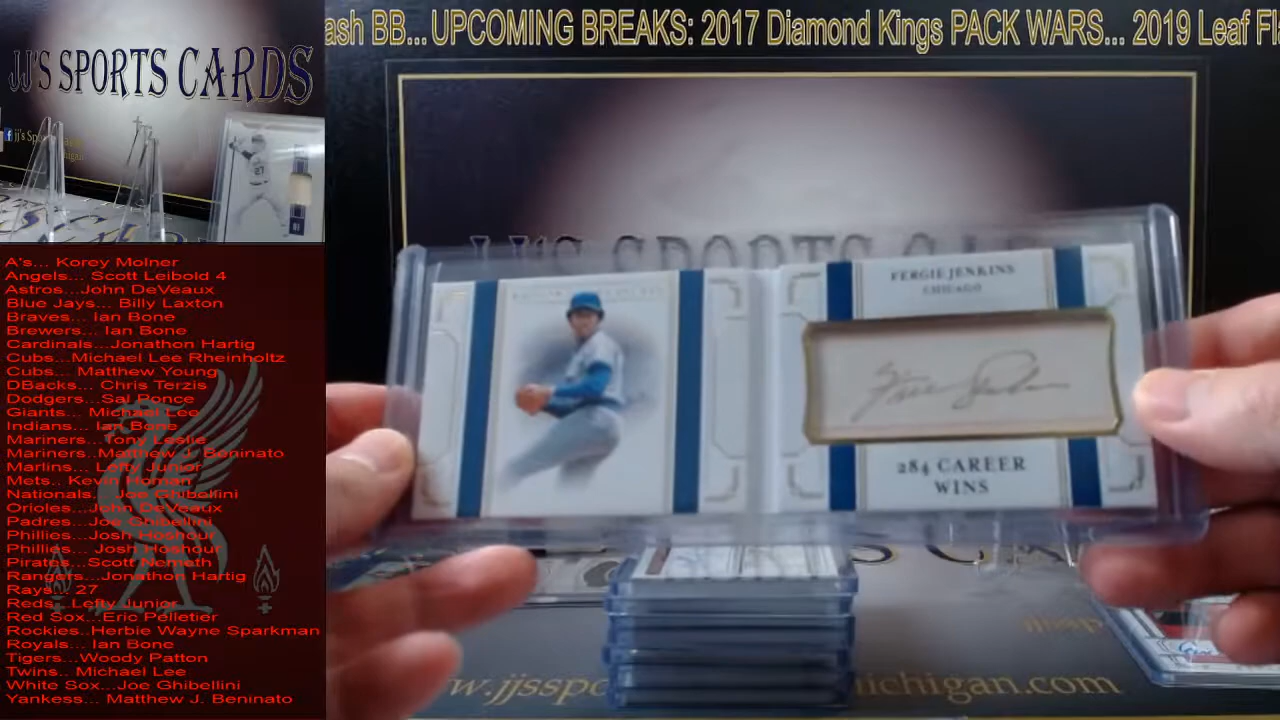 ash BB... UPCOMING BREAKS: 2017 Diamond Kings PACK WARS... 2019 Leaf Fl
JJ'S SPORTS CARDS
A's... Korey Molner
Angels... Scott Leibold 4
Astros...John DeVeaux
Blue Jays... Billy Laxton
Braves... Ian Bone
Brewers... Ian Bone
Cardinals...Jonathon Hartig
Cubs...Michael Lee Rheinholtz
Cubs... Matthew Young
DBacks... Chris Terzis
Dodgers...Sal Ponce
Giants... Michael Lee
Indians... Ian Bone
Mariners...Tony Leslie
Mariners..Matthew J. Beninato
Marlins... Lefty Junior
Mets.. Kevin Homan
Nationals.. Joe Ghibellini
Orioles...John DeVeaux
Padres...Joe Ghibellini
Phillies...Josh Hoshour
Phillies... Josh Hoshour
Pirates...Scott Nemeth
Rangers...Jonathon Hartig
Rays... 27
Reds...Lefty Junior
Red Sox...Eric Pelletier
Rockies..Herbie Wayne Sparkman
Royals... Ian Bone
Tigers...Woody Patton
Twins.. Michael Lee
White Sox...Joe Ghibellini
Yankess... Matthew J. Beninato
JJ'S SPORTS CA
FERGIE JENKINS
CHICAGO
284 CAREER
WINS
w.jjsspo ichigan.com